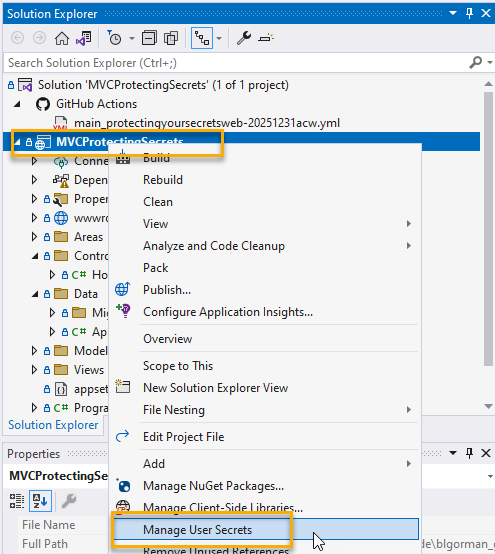 Solution Explorer
Search Solution Explorer (Ctrl+;)
Solution 'MVCProtectingSecrets' (1 of 1 project)
GitHub Actions
main_protectingyoursecretsweb-20251231acw.yml
MVCProtectingSecrets
Conne
Build
Depen
Rebuild
Proper
Clean
wwwro
View
Areas
Analyze and Code Cleanup
Contro
Pack
C# Ho
Publish...
Data
Mig
Configure Application Insights...
C# Ap
Overview
Model
Views
Scope to This
appset
New Solution Explorer View
C# Progra
File Nesting
Solution Explorer
Edit Project File
Properties
Add
MVCProtectingSe
Manage NuGet Packages...
Manage Client-Side Libraries...
File Name
Manage User Secrets
Full Path
de\blgorman_
Remove Unused References